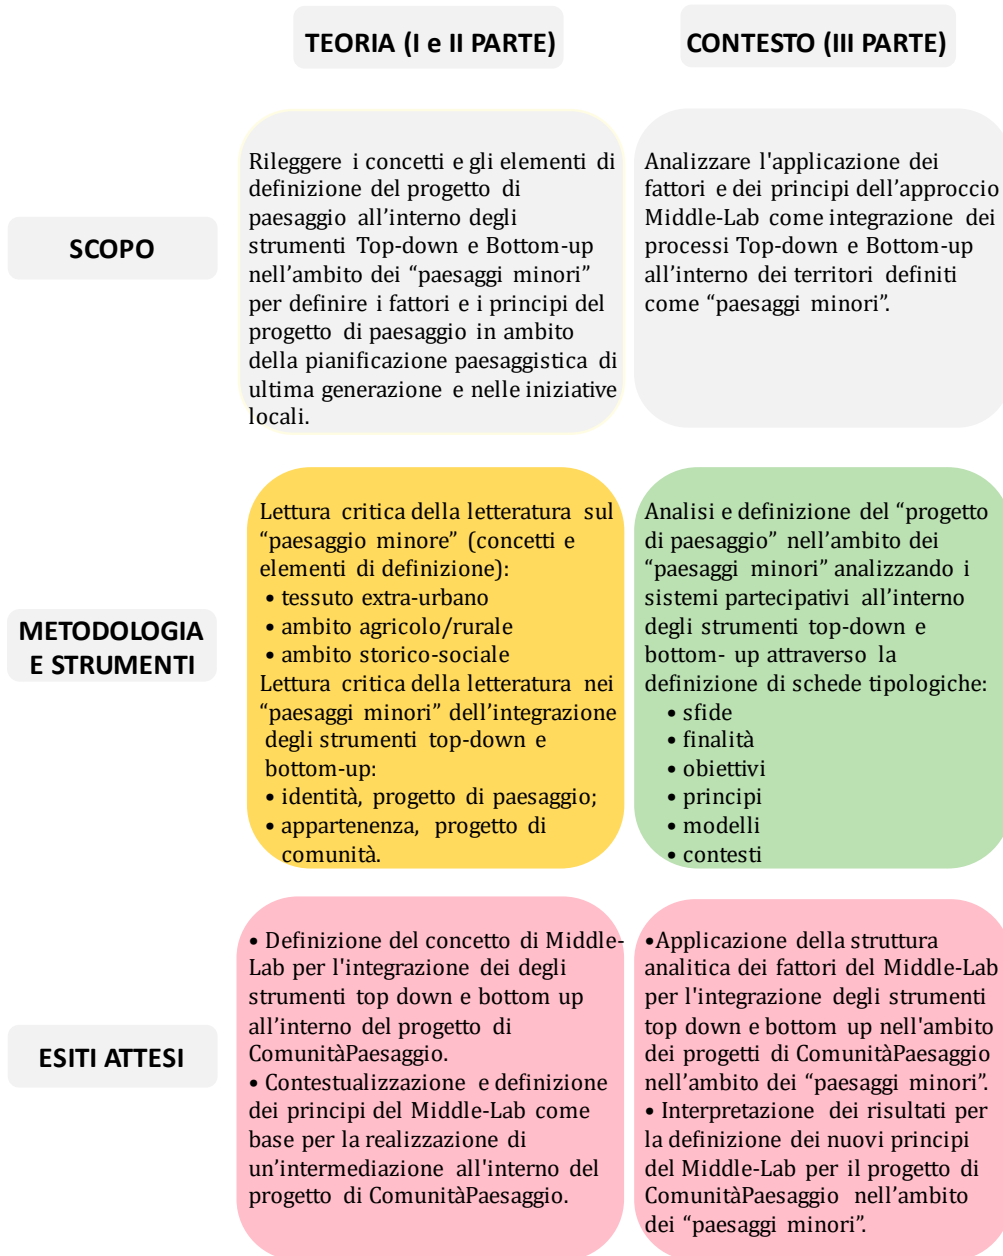 TEORIA (I e II PARTE)
CONTESTO (III PARTE)
SCOPO
Rileggere i concetti e gli elementi di
definizione del progetto di
paesaggio all’interno degli
strumenti Top-down e Bottom-up
nell’ambito dei “paesaggi minori”
per definire i fattori e i principi del
progetto di paesaggio in ambito
della pianificazione paesaggistica di
ultima generazione e nelle iniziative
locali.
Analizzare l'applicazione dei
fattori e dei principi dell’approccio
Middle-Lab come integrazione dei
processi Top-down e Bottom-up
all’interno dei territori definiti
come “paesaggi minori”.
METODOLOGIA
E STRUMENTI
Lettura critica della letteratura sul
“paesaggio minore” (concetti e
elementi di definizione):
• tessuto extra-urbano
• ambito agricolo/rurale
• ambito storico-sociale
Lettura critica della letteratura nei
“paesaggi minori” dell’integrazione
degli strumenti top-down e
bottom-up:
• identità, progetto di paesaggio;
• appartenenza, progetto di
comunità.
Analisi e definizione del “progetto
di paesaggio” nell’ambito dei
“paesaggi minori” analizzando i
sistemi partecipativi all’interno
degli strumenti top-down e
bottom- up attraverso la
definizione di schede tipologiche:
• sfide
• finalità
• obiettivi
• principi
• modelli
• contesti
ESITI ATTESI
• Definizione del concetto di Middle-
Lab per l'integrazione dei degli
strumenti top down e bottom up
all’interno del progetto di
ComunitàPaesaggio.
• Contestualizzazione e definizione
dei principi del Middle-Lab come
base per la realizzazione di
un’intermediazione all'interno del
progetto di ComunitàPaesaggio.
•Applicazione della struttura
analitica dei fattori del Middle-Lab
per l'integrazione degli strumenti
top down e bottom up nell'ambito
dei progetti di ComunitàPaesaggio
nell’ambito dei “paesaggi minori”.
• Interpretazione dei risultati per
la definizione dei nuovi principi
del Middle-Lab per il progetto di
ComunitàPaesaggio nell’ambito
dei “paesaggi minori”.